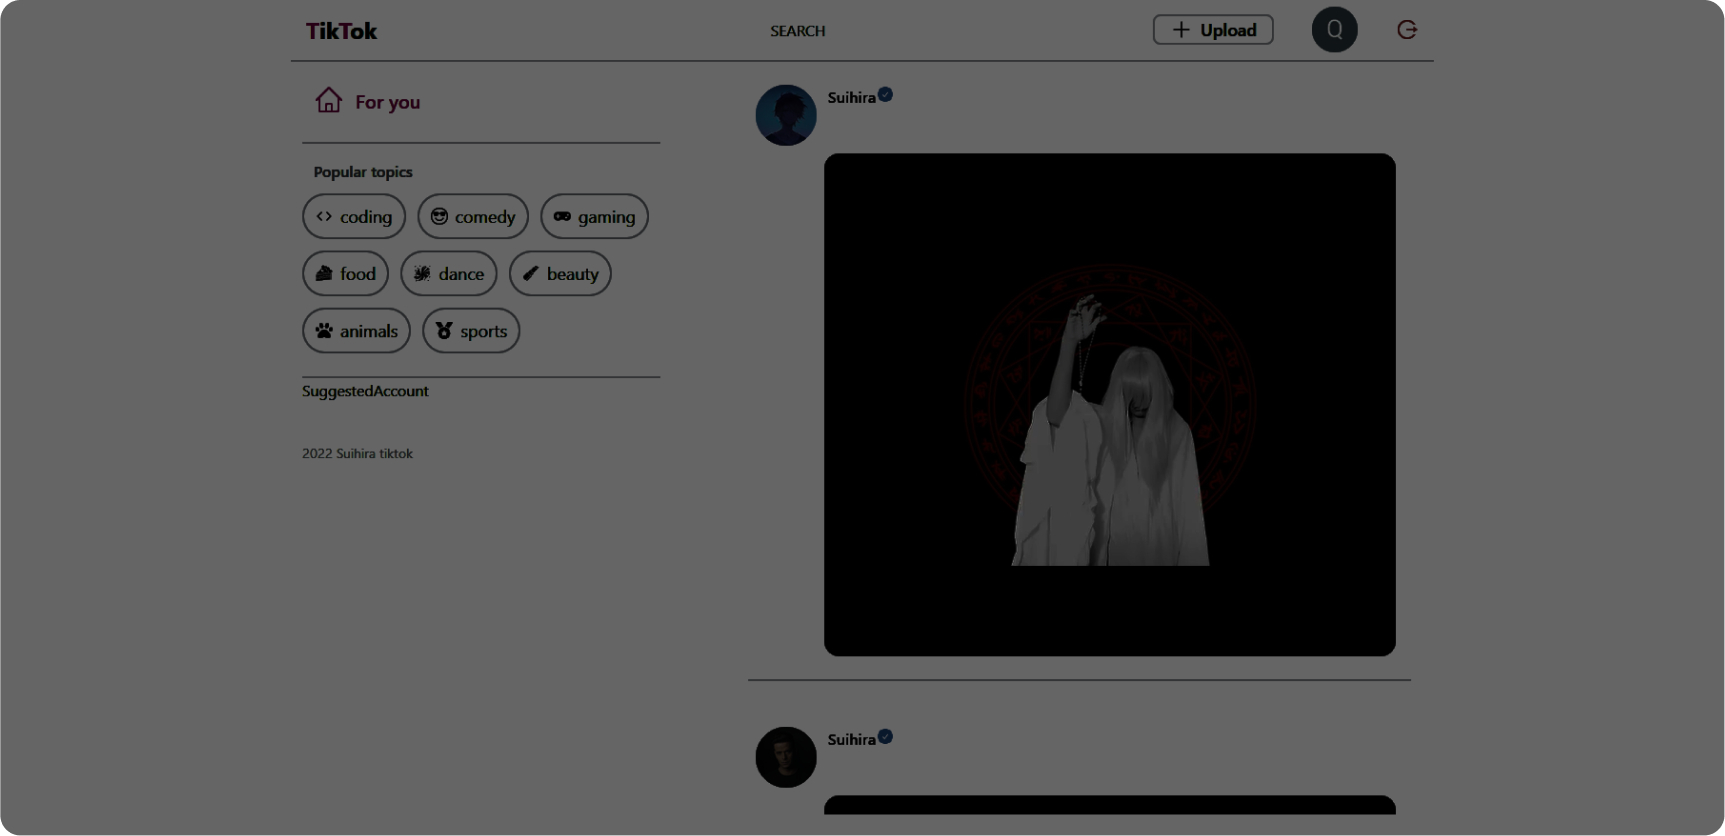 TikTok
SEARCH
Upload
Q
For you
Popular topics
coding
comedy
gaming
food
dance
beauty
animals
sports
SuggestedAccount
2022 Suihira tiktok
Suihira
Suihira